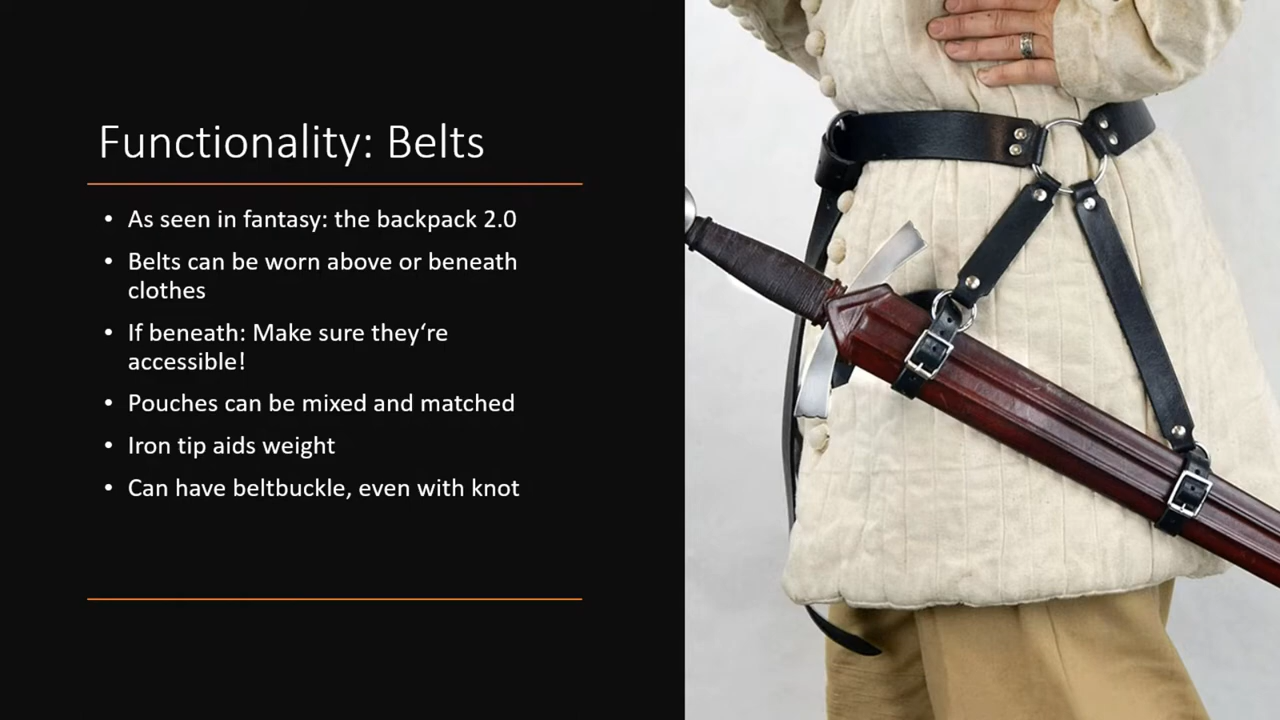 Functionality: Belts
• As seen in fantasy: the backpack 2.0
• Belts can be worn above or beneath
clothes
• If beneath: Make sure they‘re
accessible!
• Pouches can be mixed and matched
• Iron tip aids weight
• Can have beltbuckle, even with knot